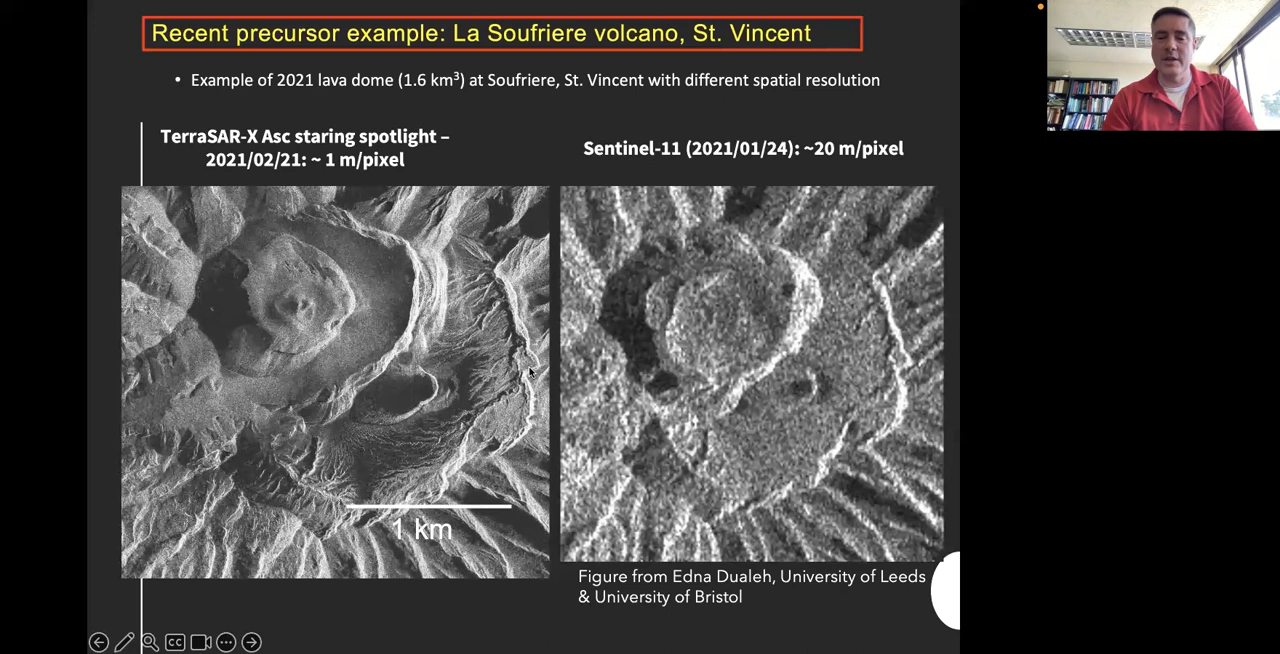 Recent precursor example: La Soufriere volcano, St. Vincent
• Example of 2021 lava dome (1.6 km³) at Soufriere, St. Vincent with different spatial resolution
TerraSAR-X Asc staring spotlight –
2021/02/21: ~ 1 m/pixel
Sentinel-11 (2021/01/24): ~20 m/pixel
1 km
Figure from Edna Dualeh, University of Leeds
& University of Bristol
CC